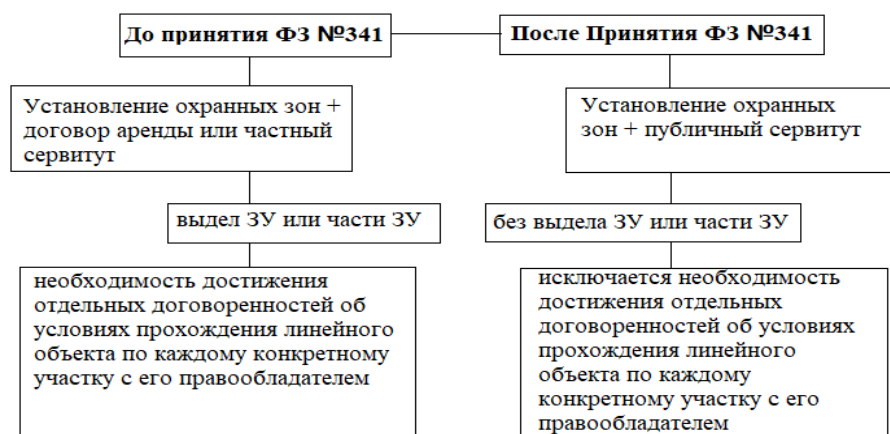 До принятия ФЗ №341
После Принятия ФЗ №341
Установление охранных зон +
договор аренды или частный
сервитут
Установление охранных
зон + публичный сервитут
выдел ЗУ или части ЗУ
без выдела ЗУ или части ЗУ
необходимость достижения
отдельных договоренностей об
условиях прохождения линейного
объекта по каждому конкретному
участку с его правообладателем
исключается необходимость
достижения отдельных
договоренностей об условиях
прохождения линейного
объекта по каждому
конкретному участку с его
правообладателем